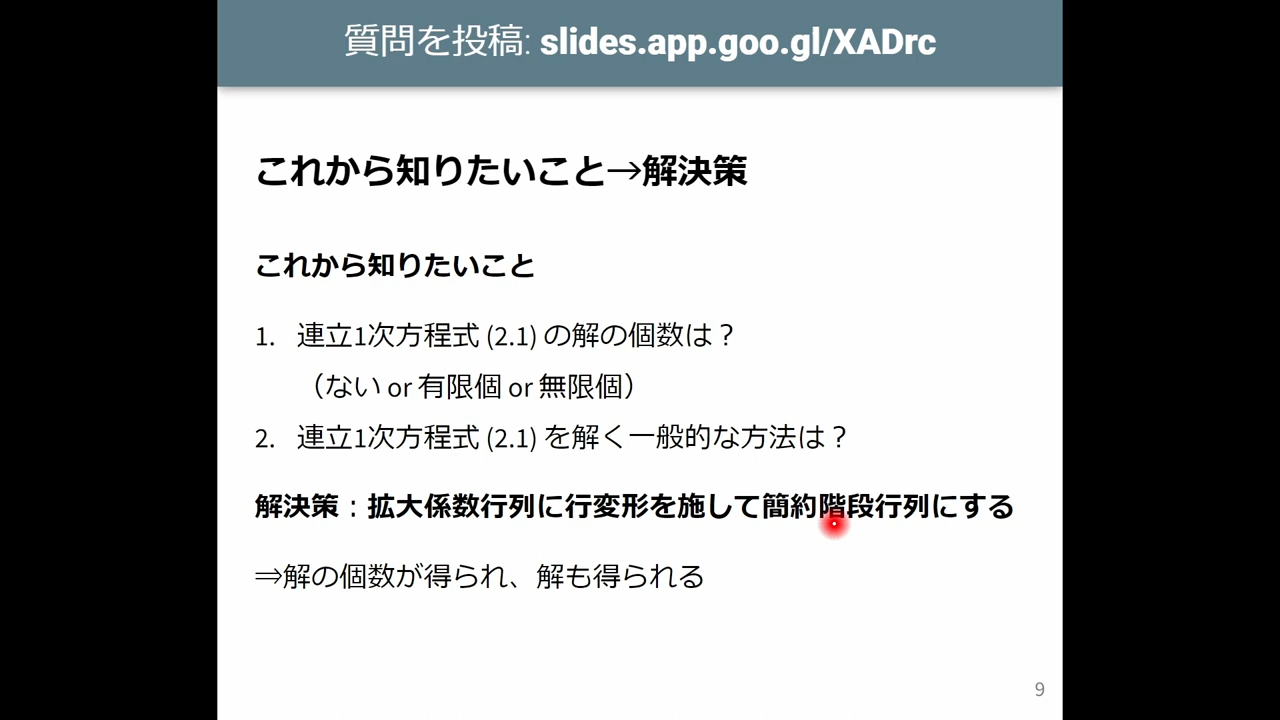 質問を投稿: slides.app.goo.gl/XADrc
これから知りたいこと→解決策
これから知りたいこと
1. 連立1次方程式 (2.1) の解の個数は？
（ない or 有限個 or 無限個）
2. 連立1次方程式 (2.1) を解く一般的な方法は？
解決策：拡大係数行列に行変形を施して簡約階段行列にする
⇒解の個数が得られ、解も得られる
9